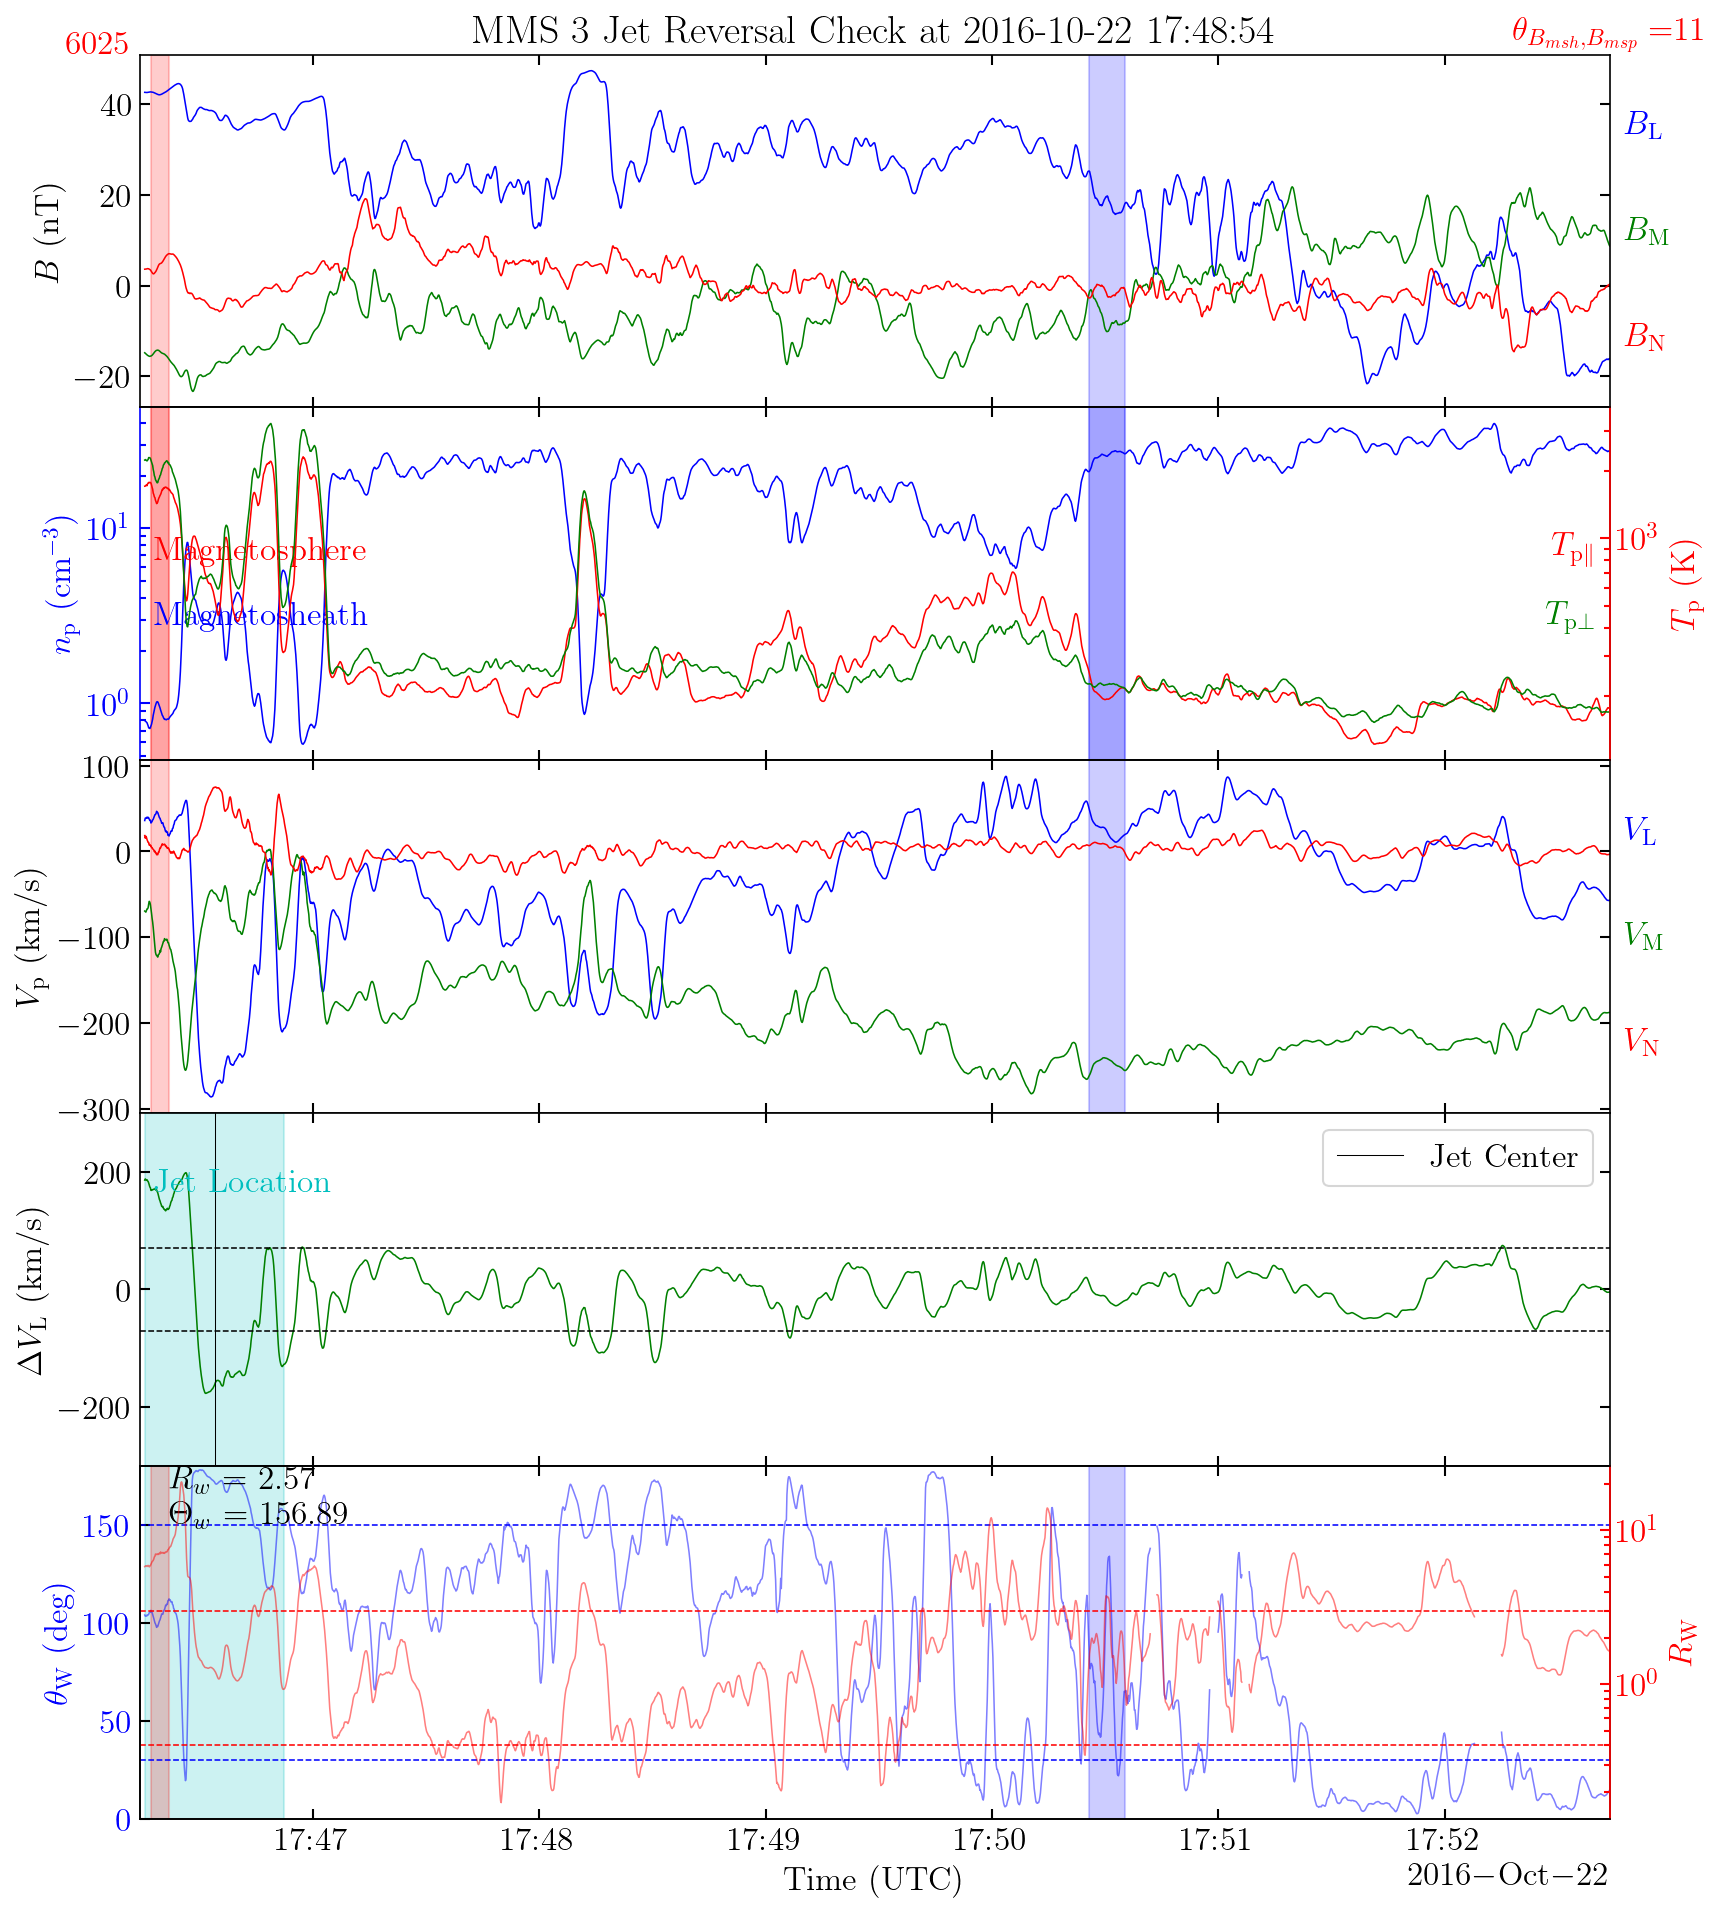 MMS 3 Jet Reversal Check at 2016-10-22 17:48:54
6025
θ_{B_{msh},B_{msp}} =11
B (nT)
40
20
0
−20
B_L
B_M
B_N
n_p (cm^{−3})
10^1
10^0
Magnetosphere
Magnetosheath
T_{p∥}
T_{p⊥}
10^3
T_p (K)
V_p (km/s)
100
0
−100
−200
−300
V_L
V_M
V_N
ΔV_L (km/s)
200
0
−200
Jet Location
Jet Center
R_w = 2.57
Θ_w = 156.89
θ_W (deg)
150
100
50
0
10^1
10^0
R_W
17:47 17:48 17:49 17:50 17:51 17:52
Time (UTC)
2016−Oct−22